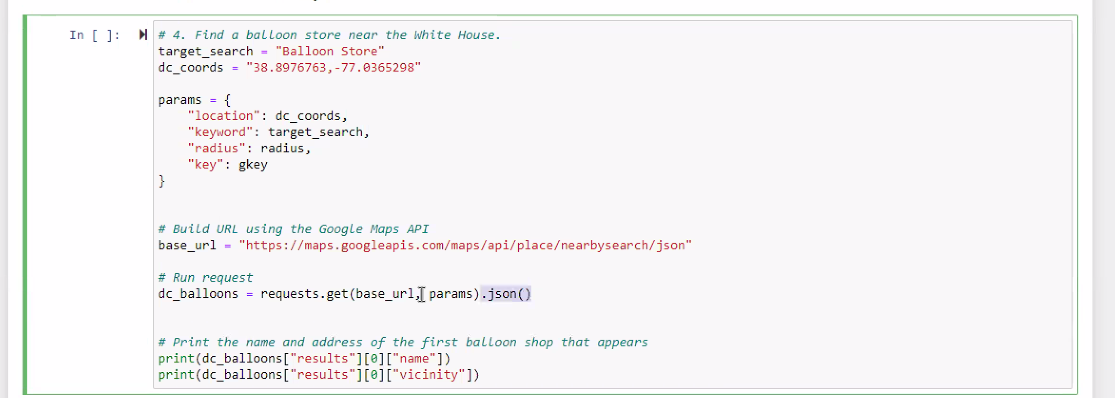 In [ ]: # 4. Find a balloon store near the White House.
target_search = "Balloon Store"
dc_coords = "38.8976763,-77.0365298"
params = {
"location": dc_coords,
"keyword": target_search,
"radius": radius,
"key": gkey
}
# Build URL using the Google Maps API
base_url = "https://maps.googleapis.com/maps/api/place/nearbysearch/json"
# Run request
dc_balloons = requests.get(base_url, params).json()
# Print the name and address of the first balloon shop that appears
print(dc_balloons["results"][0]["name"])
print(dc_balloons["results"][0]["vicinity"])